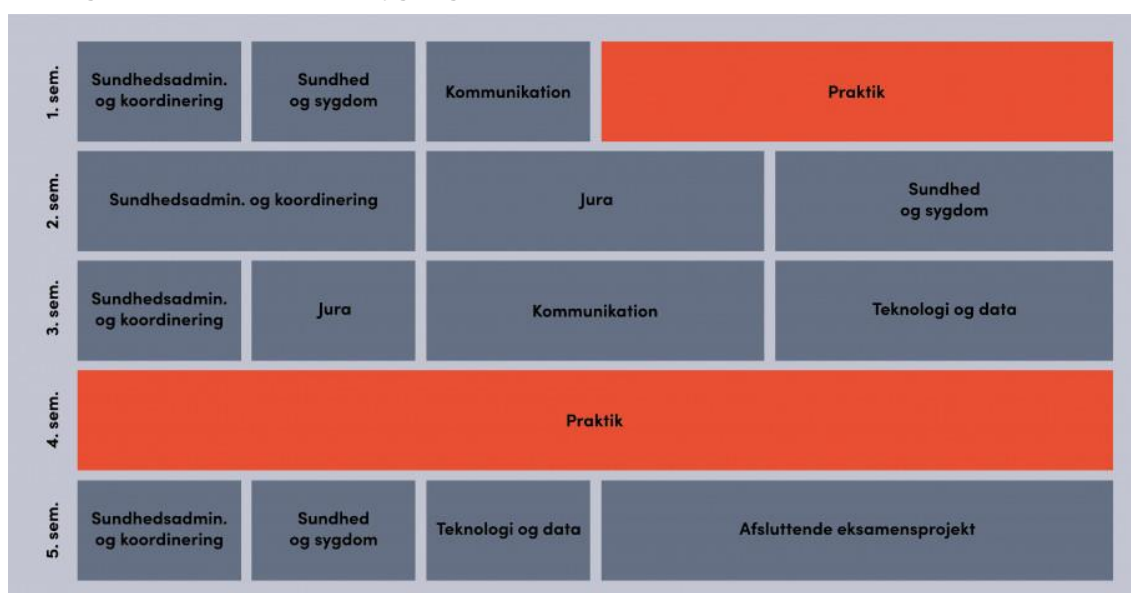 1. sem.
Sundhedsadmin.
og koordinering
Sundhed
og sygdom
Kommunikation
Praktik
2. sem.
Sundhedsadmin. og koordinering
Jura
Sundhed
og sygdom
3. sem.
Sundhedsadmin.
og koordinering
Jura
Kommunikation
Teknologi og data
4. sem.
Praktik
5. sem.
Sundhedsadmin.
og koordinering
Sundhed
og sygdom
Teknologi og data
Afsluttende eksamensprojekt